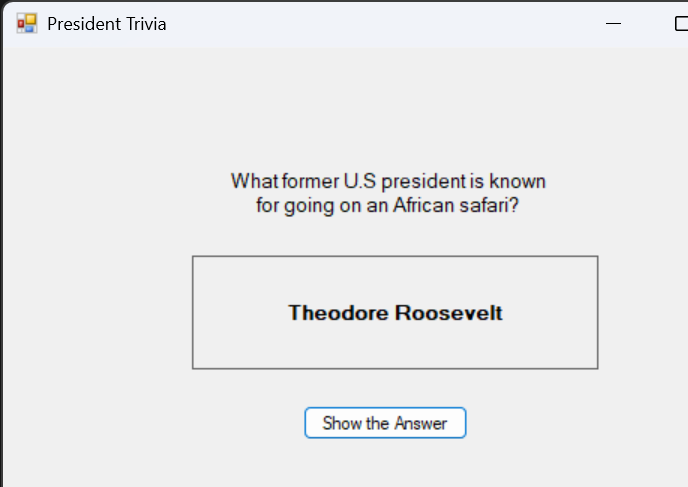 President Trivia
What former U.S president is known
for going on an African safari?
Theodore Roosevelt
Show the Answer